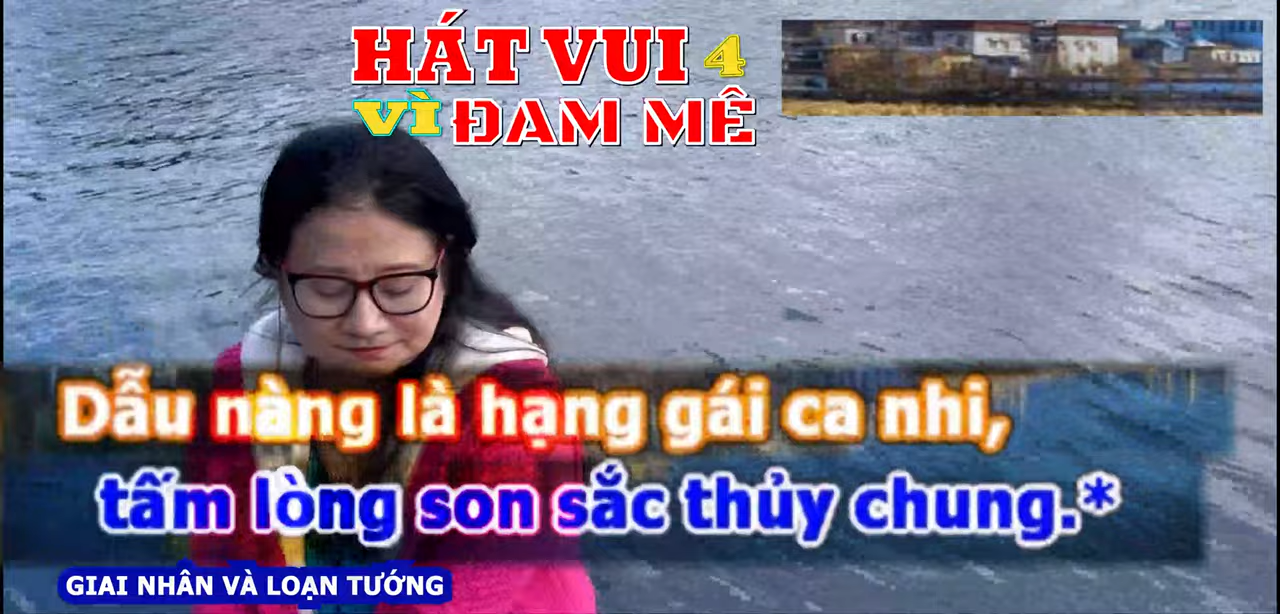 HÁT VUI 4
Vì ĐAM MÊ
Dẫu nàng là hạng gái ca nhi,
tấm lòng son sắc thủy chung.*
GIAI NHÂN VÀ LOẠN TƯỚNG